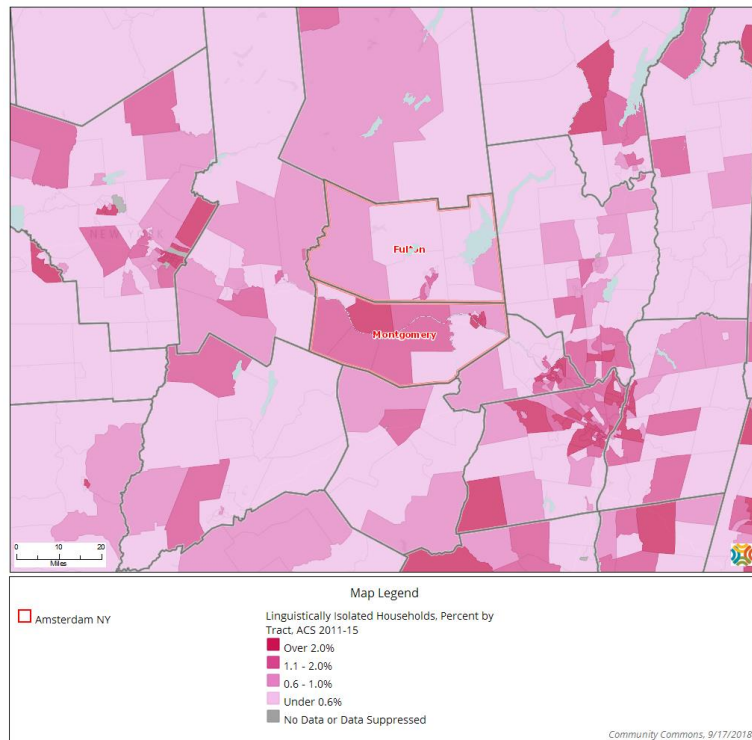 NEW YORK
Fulton
Montgomery
0 10 20
Miles
Map Legend
Amsterdam NY
Linguistically Isolated Households, Percent by
Tract, ACS 2011-15
Over 2.0%
1.1 - 2.0%
0.6 - 1.0%
Under 0.6%
No Data or Data Suppressed
Community Commons, 9/17/2018